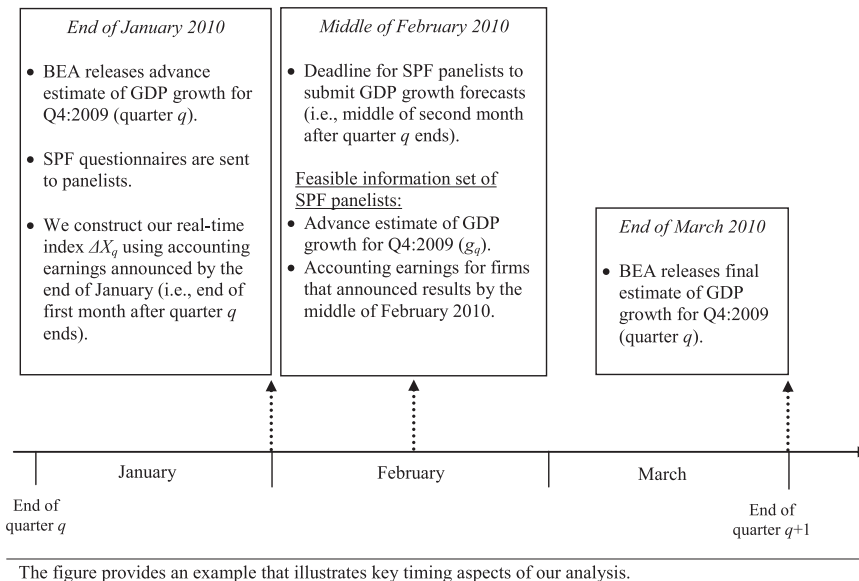 End of January 2010
• BEA releases advance
estimate of GDP growth for
Q4:2009 (quarter q).
• SPF questionnaires are sent
to panelists.
• We construct our real-time
index ΔXq using accounting
earnings announced by the
end of January (i.e., end of
first month after quarter q
ends).
Middle of February 2010
• Deadline for SPF panelists to
submit GDP growth forecasts
(i.e., middle of second month
after quarter q ends).
Feasible information set of
SPF panelists:
• Advance estimate of GDP
growth for Q4:2009 (gq).
• Accounting earnings for firms
that announced results by the
middle of February 2010.
End of March 2010
• BEA releases final
estimate of GDP
growth for Q4:2009
(quarter q).
January
February
March
End of
quarter q
End of
quarter q+1
The figure provides an example that illustrates key timing aspects of our analysis.